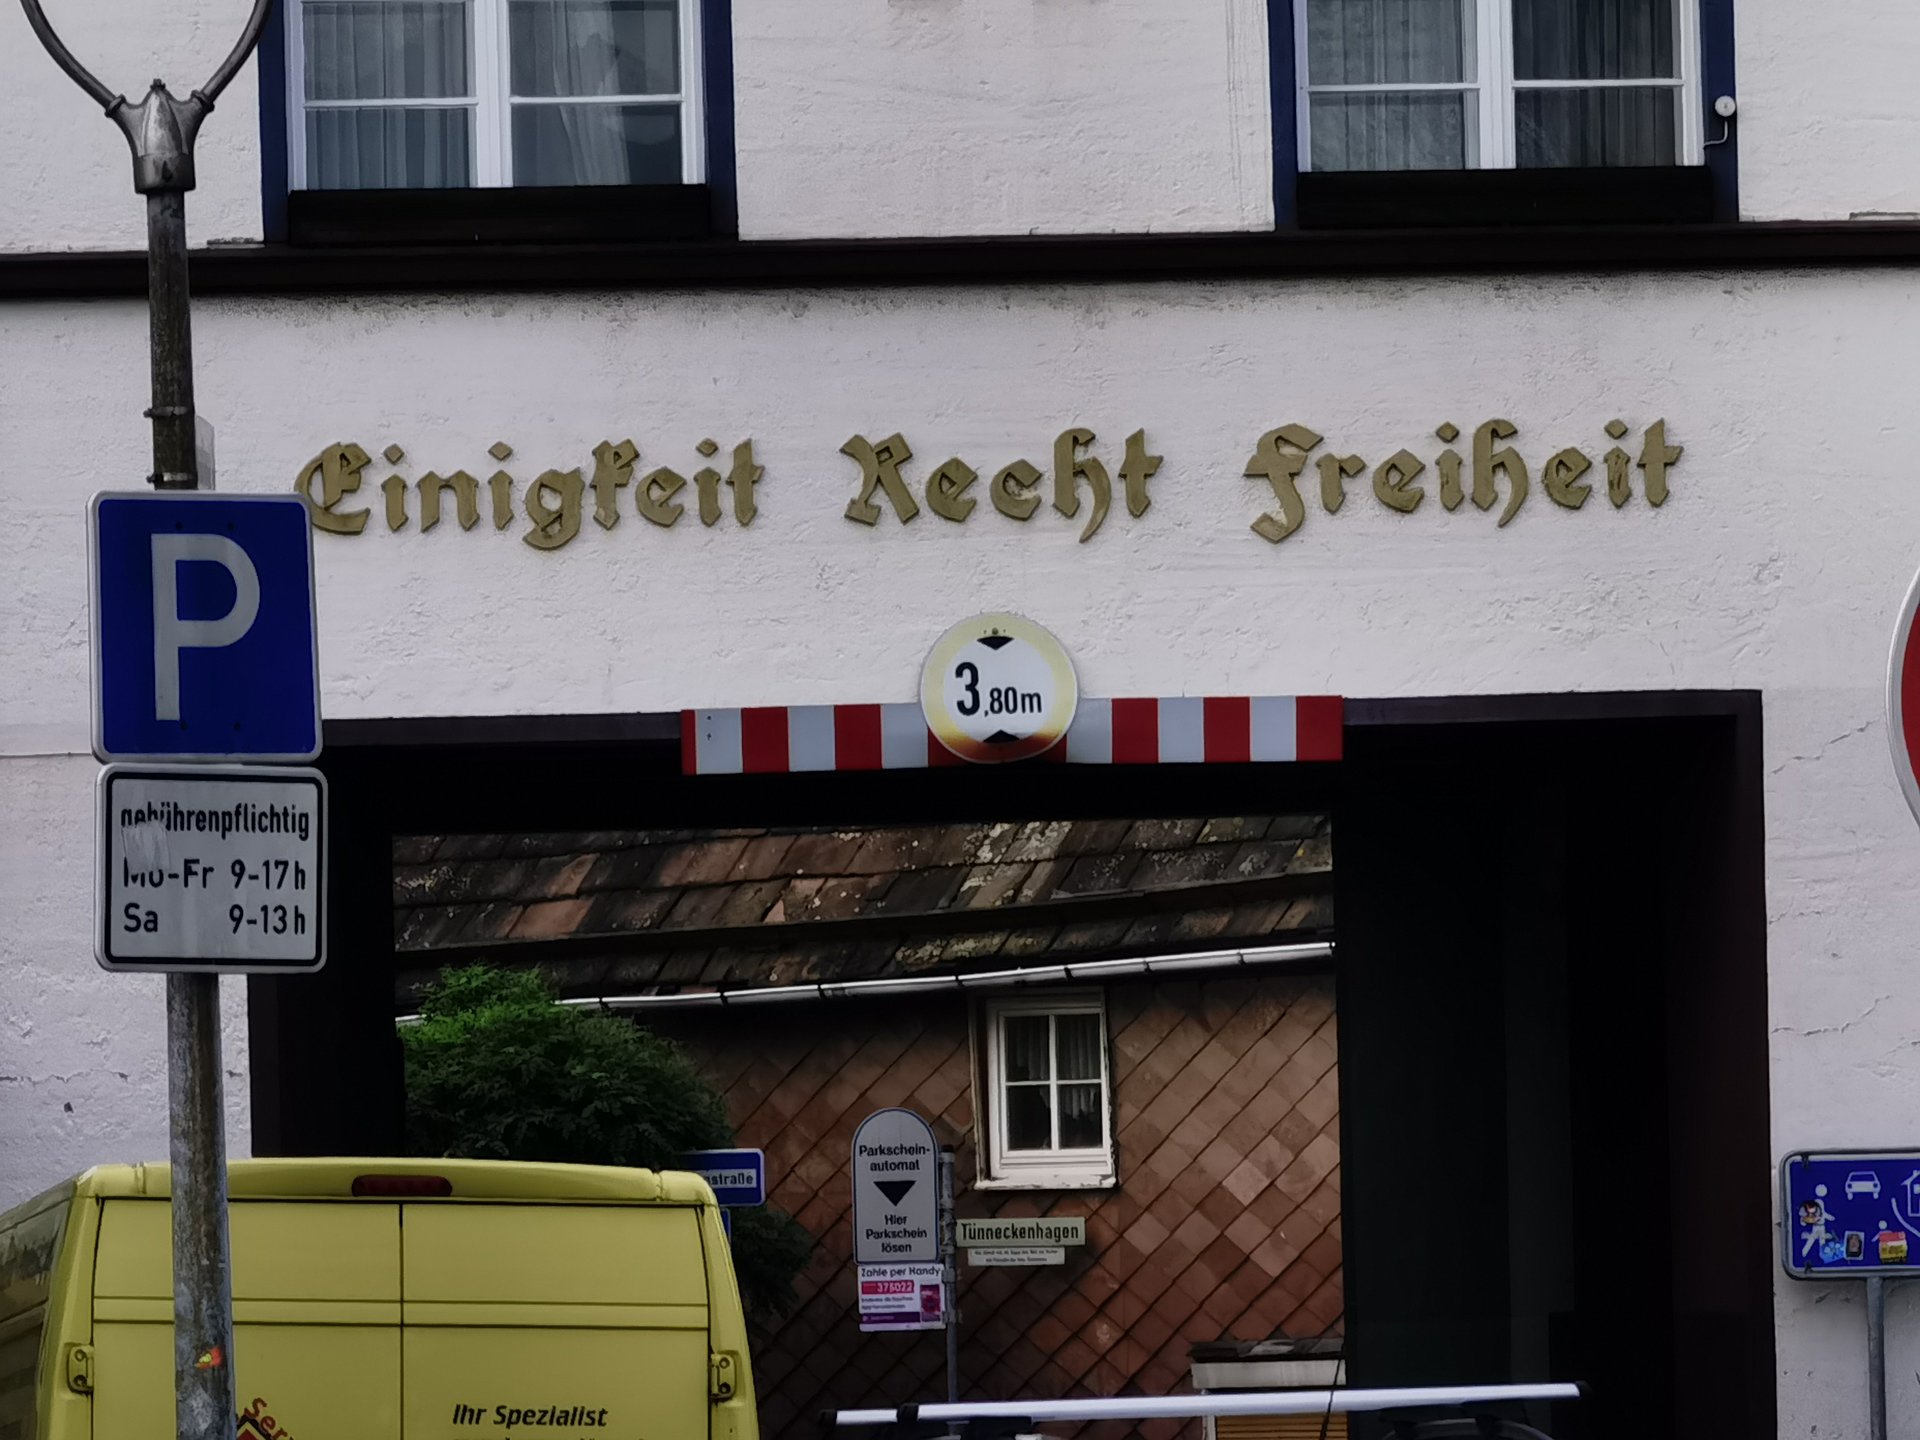 Einigkeit Recht Freiheit
P
gebührenpflichtig
Mo-Fr 9-17h
Sa 9-13h
3,80m
Parkschein-
automat
Hier
Parkschein
lösen
Zahle per Handy
375022
Tünneckenhagen
Ihr Spezialist